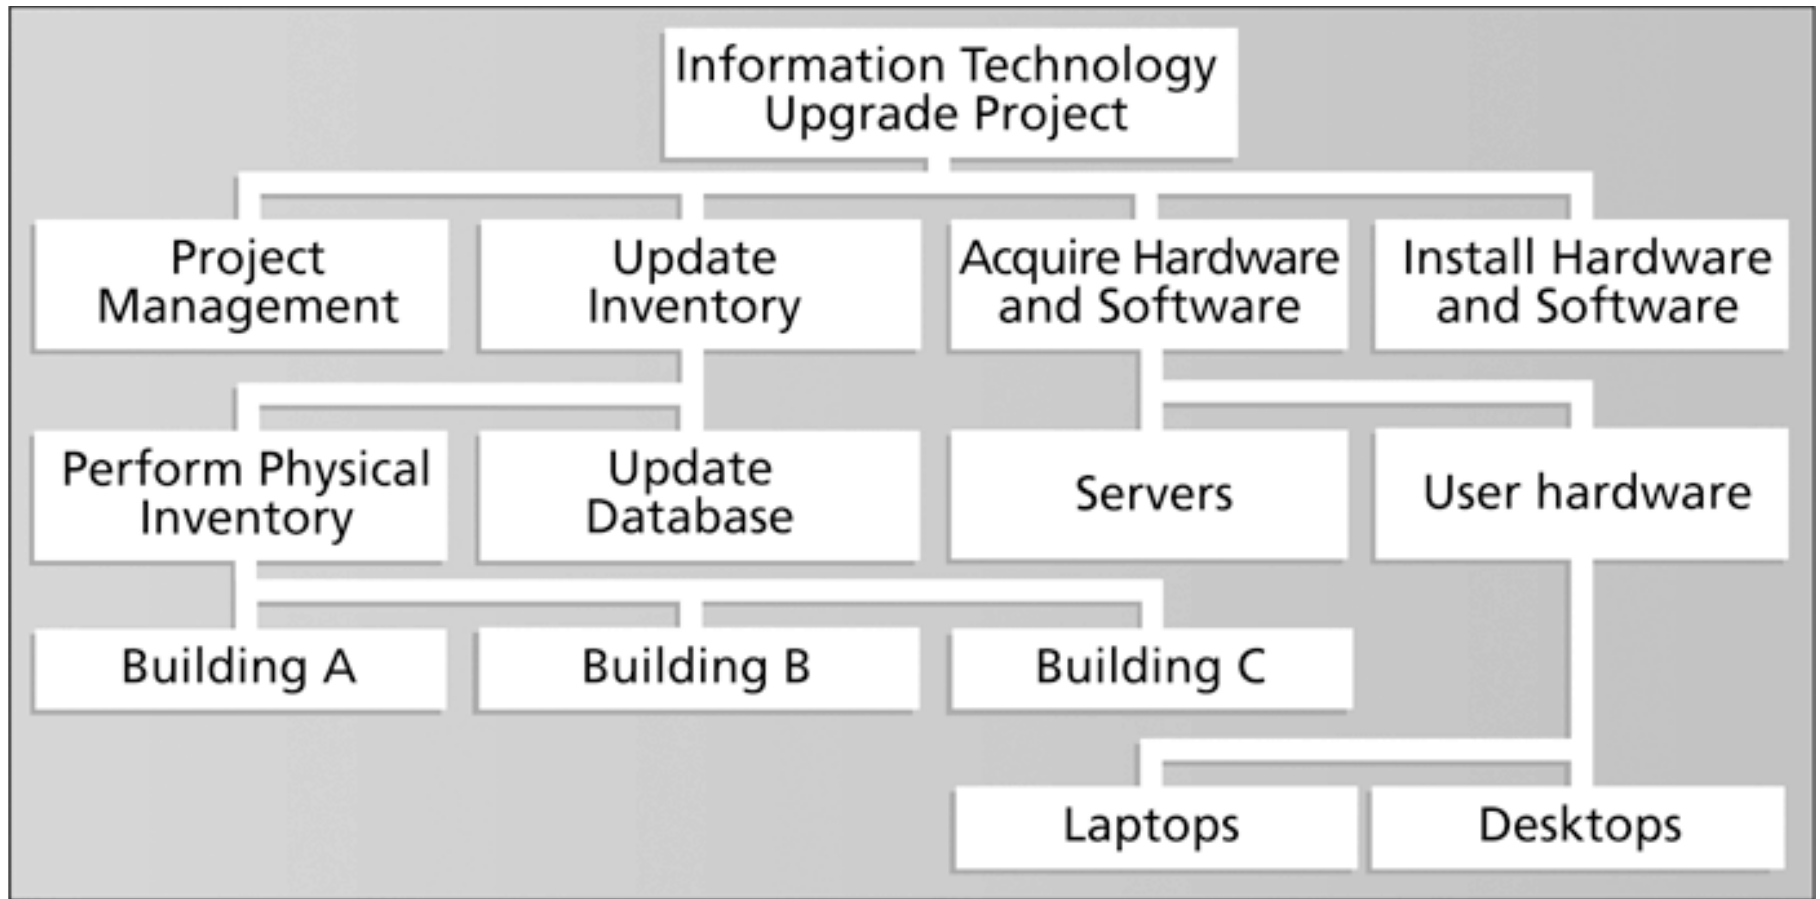 Information Technology
Upgrade Project
Project
Management
Update
Inventory
Acquire Hardware
and Software
Install Hardware
and Software
Perform Physical
Inventory
Update
Database
Servers
User hardware
Building A
Building B
Building C
Laptops
Desktops